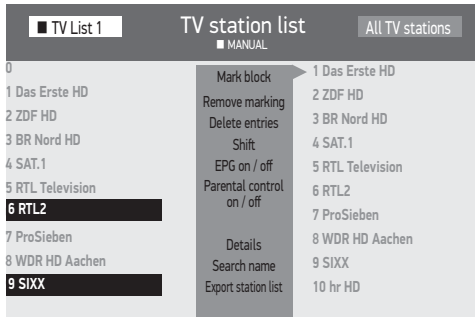 ■ TV List 1
TV station list
■ MANUAL
All TV stations
0
1 Das Erste HD
2 ZDF HD
3 BR Nord HD
4 SAT.1
5 RTL Television
6 RTL2
7 ProSieben
8 WDR HD Aachen
9 SIXX
Mark block
Remove marking
Delete entries
Shift
EPG on / off
Parental control
on / off
Details
Search name
Export station list
1 Das Erste HD
2 ZDF HD
3 BR Nord HD
4 SAT.1
5 RTL Television
6 RTL2
7 ProSieben
8 WDR HD Aachen
9 SIXX
10 hr HD